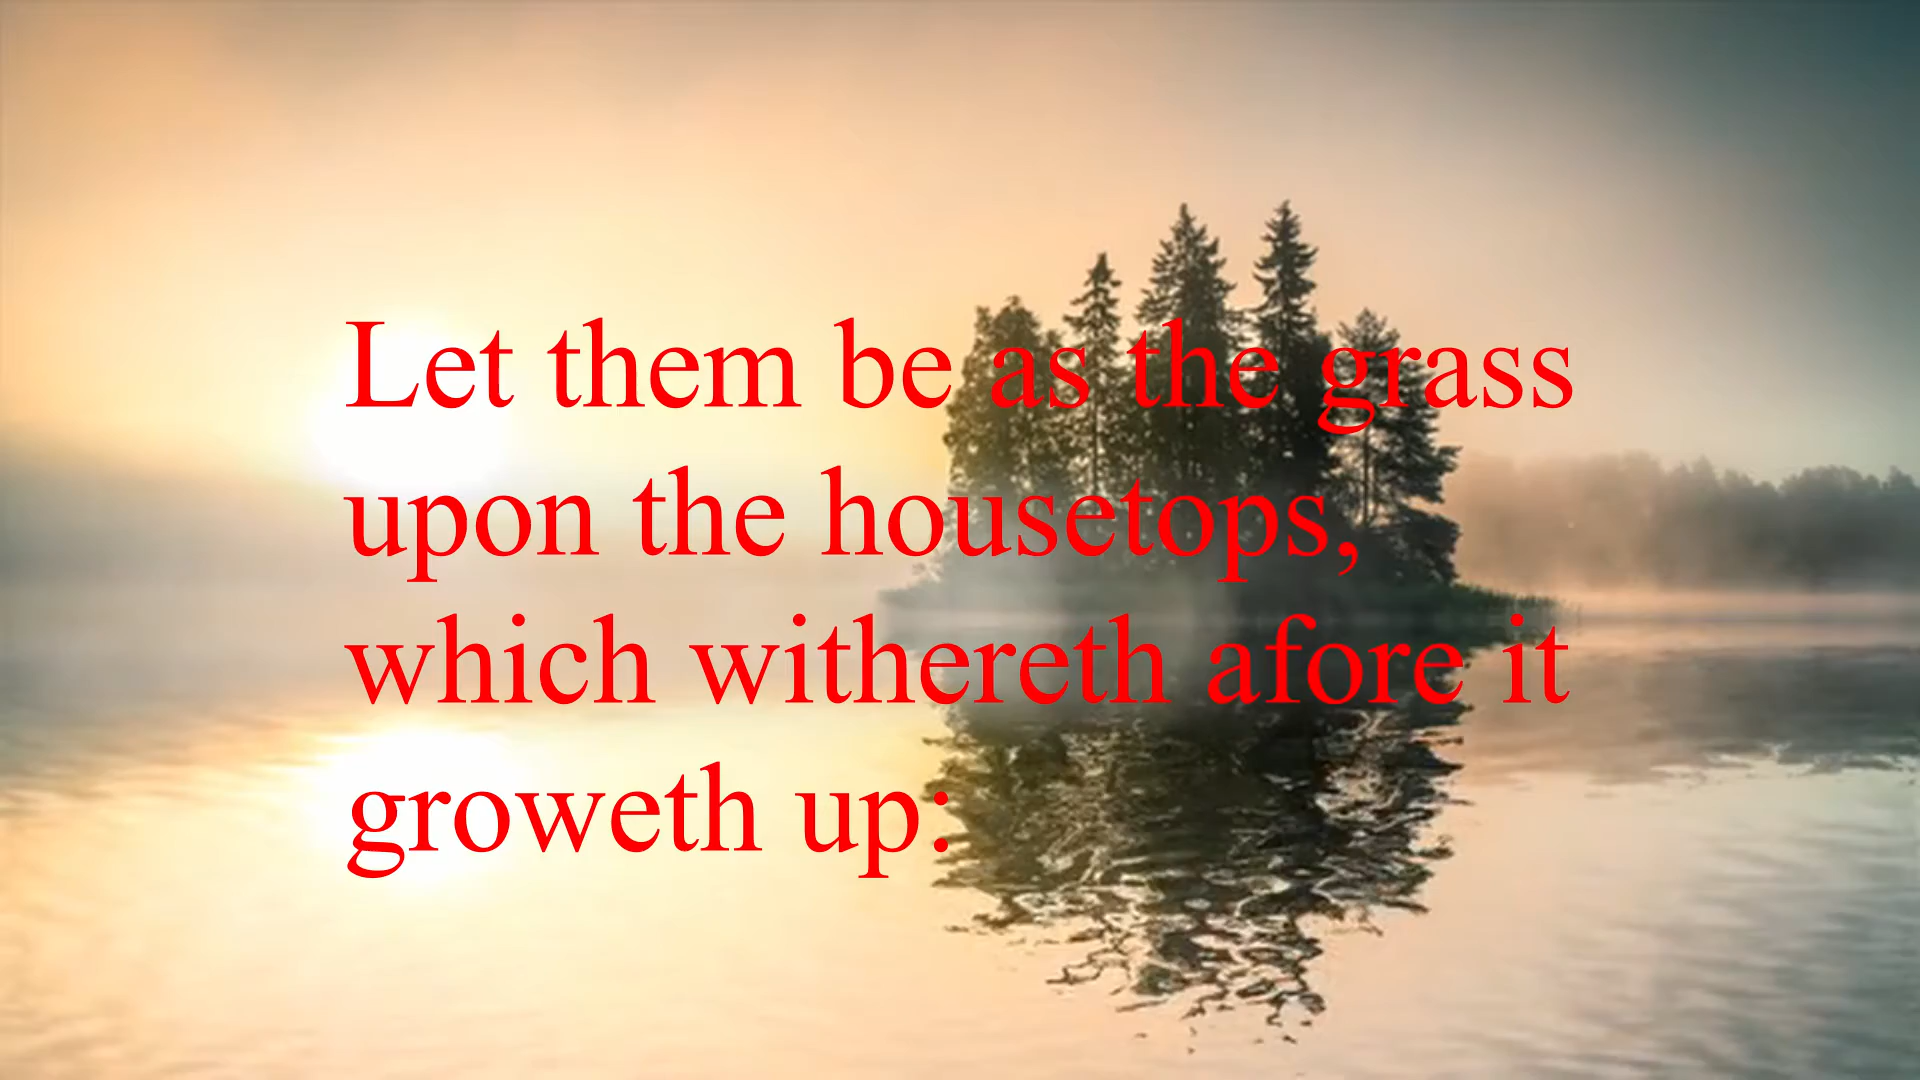 Let them be as the grass
upon the housetops,
which withereth afore it
groweth up: